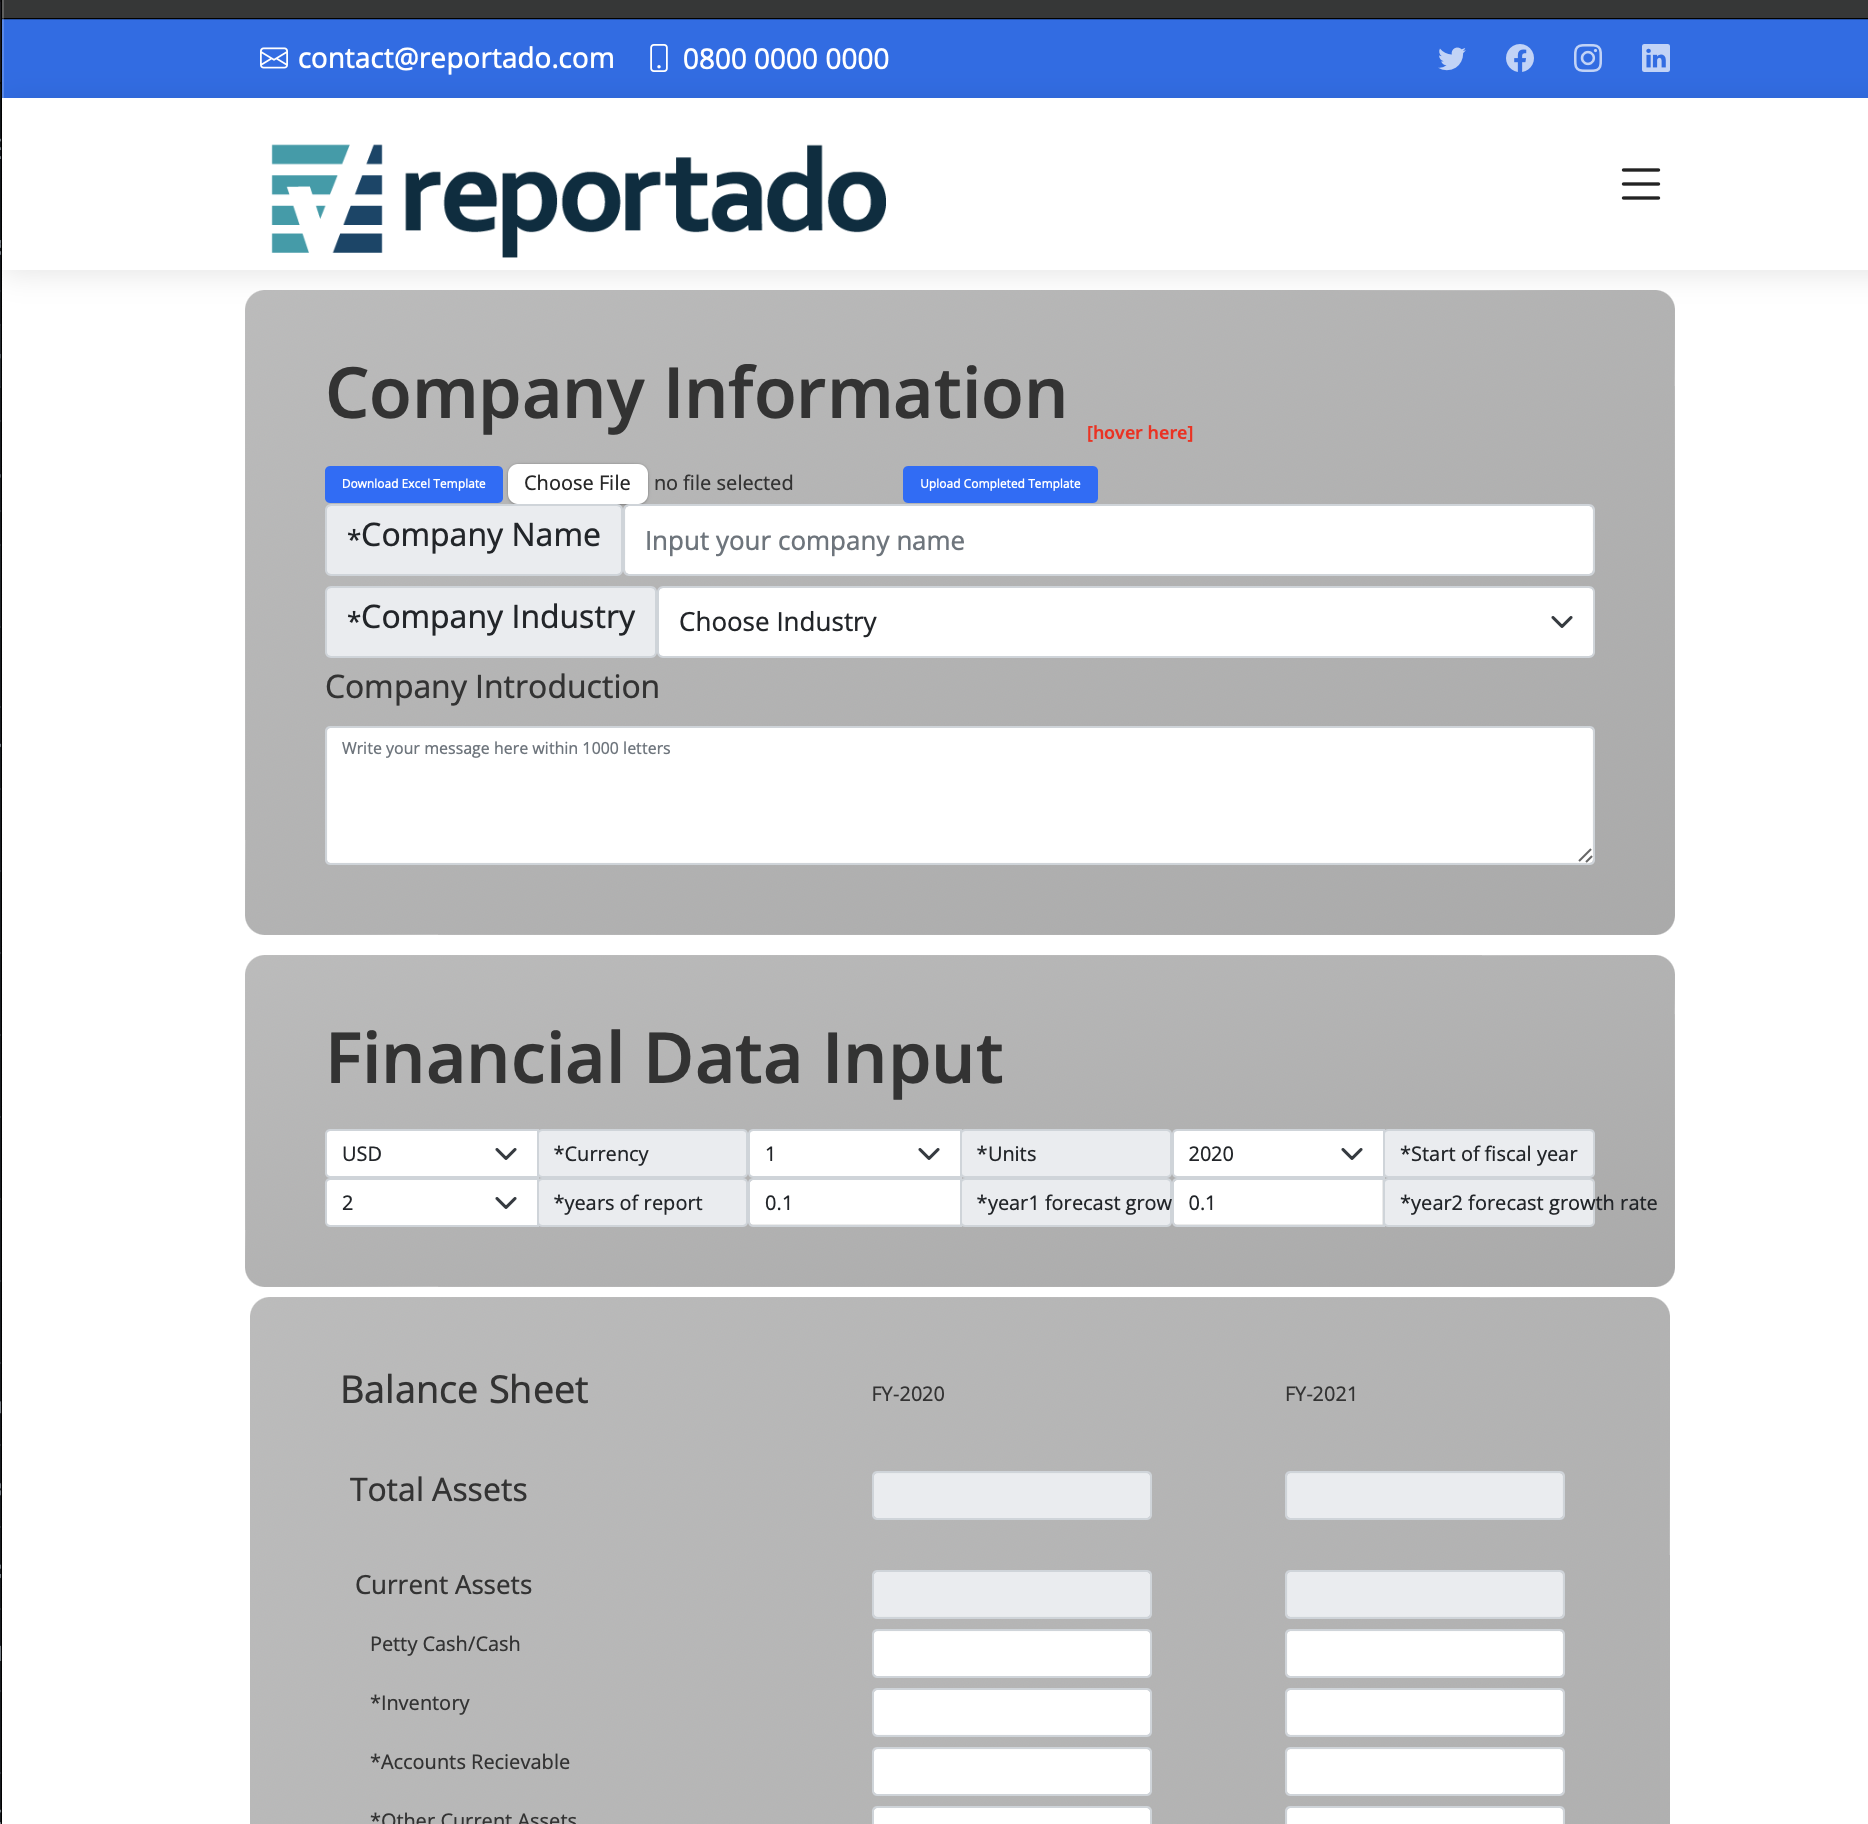 contact@reportado.com 0800 0000 0000
reportado
Company Information
[hover here]
Download Excel Template Choose File no file selected Upload Completed Template
*Company Name Input your company name
*Company Industry Choose Industry
Company Introduction
Write your message here within 1000 letters
Financial Data Input
USD *Currency 1 *Units 2020 *Start of fiscal year
2 *years of report 0.1 *year1 forecast grow 0.1 *year2 forecast growth rate
Balance Sheet FY-2020 FY-2021
Total Assets
Current Assets
Petty Cash/Cash
*Inventory
*Accounts Recievable
*Other Current Assets